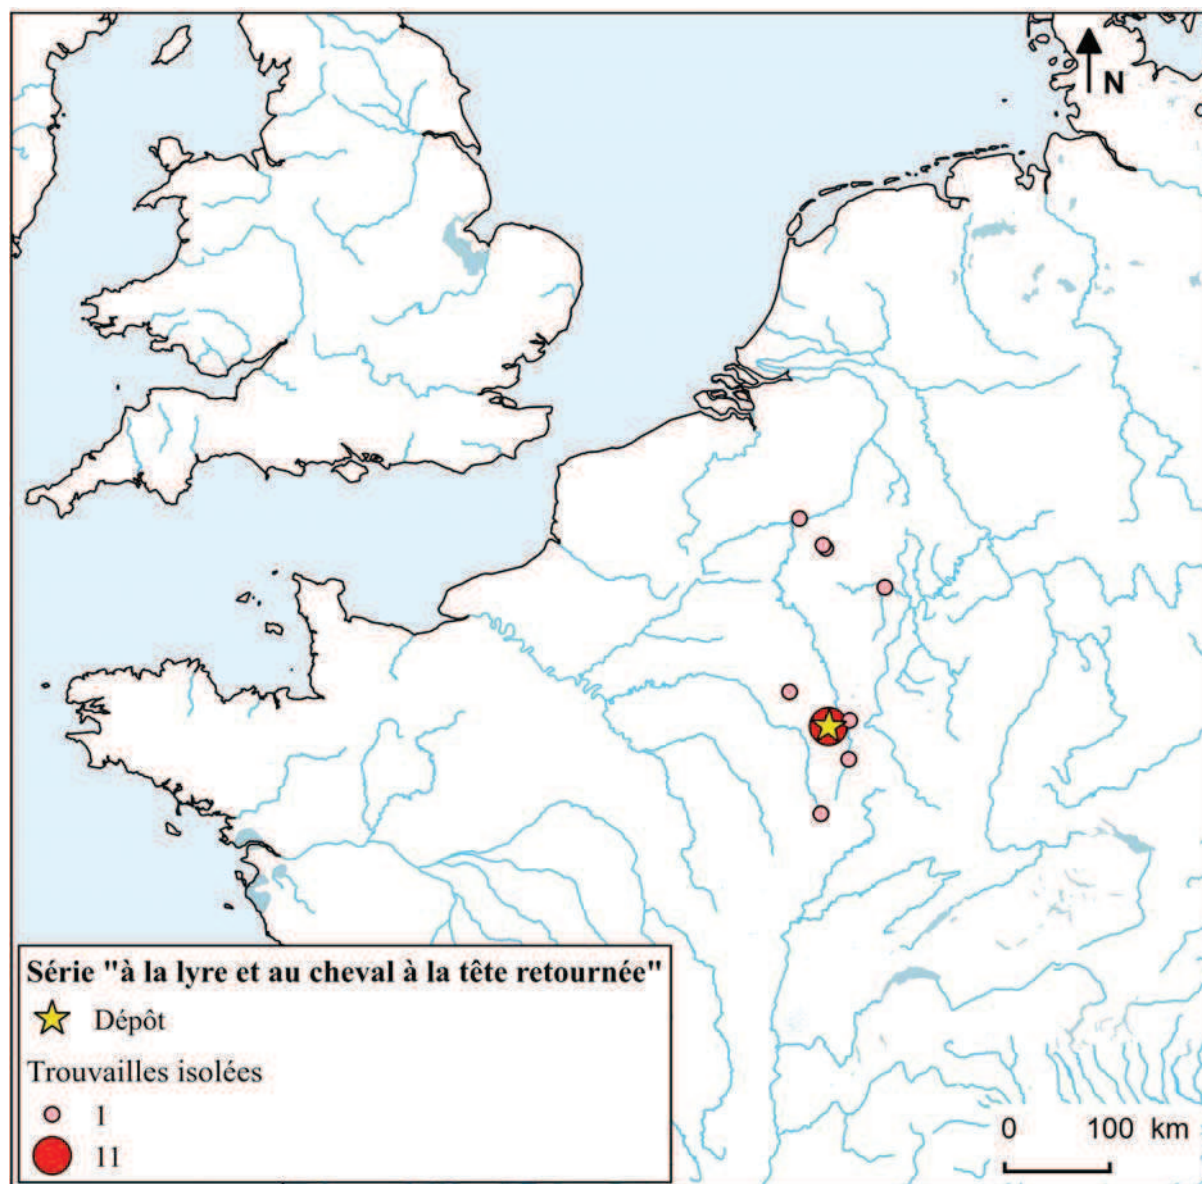 N
Série "à la lyre et au cheval à la tête retournée"
Dépôt
Trouvailles isolées
1
11
0 100 km